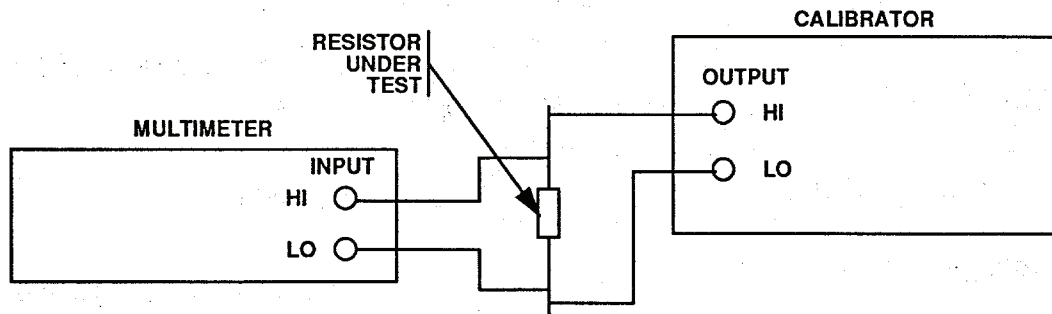 CALIBRATOR
RESISTOR
UNDER
TEST
OUTPUT
HI
LO
MULTIMETER
INPUT
HI
LO